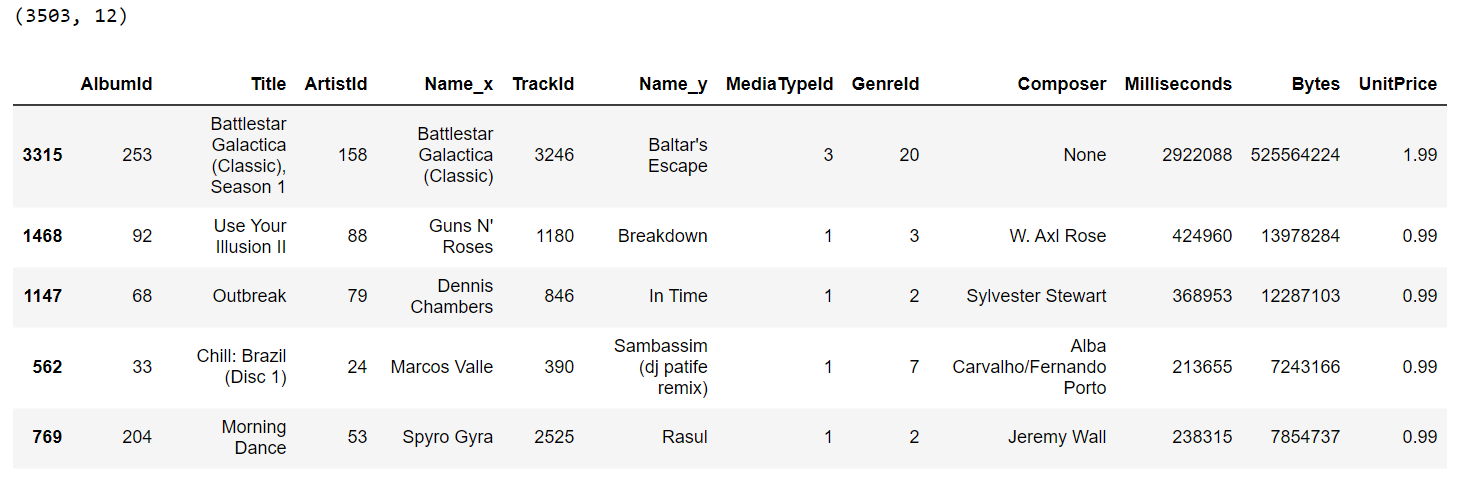 (3503, 12)
AlbumId Title ArtistId Name_x TrackId Name_y MediaTypeId GenreId Composer Milliseconds Bytes UnitPrice
3315 253 Battlestar Galactica (Classic), Season 1 158 Battlestar Galactica (Classic) 3246 Baltar's Escape 3 20 None 2922088 525564224 1.99
1468 92 Use Your Illusion II 88 Guns N' Roses 1180 Breakdown 1 3 W. Axl Rose 424960 13978284 0.99
1147 68 Outbreak 79 Dennis Chambers 846 In Time 1 2 Sylvester Stewart 368953 12287103 0.99
562 33 Chill: Brazil (Disc 1) 24 Marcos Valle 390 Sambassim (dj patife remix) 1 7 Alba Carvalho/Fernando Porto 213655 7243166 0.99
769 204 Morning Dance 53 Spyro Gyra 2525 Rasul 1 2 Jeremy Wall 238315 7854737 0.99